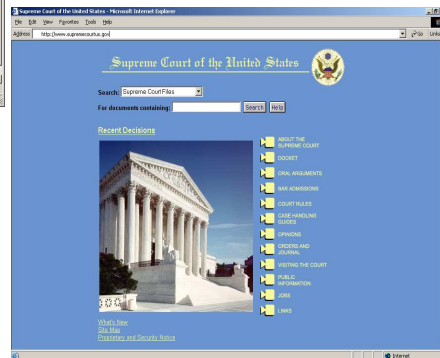 Supreme Court of the United States - Microsoft Internet Explorer
File Edit View Favorites Tools Help
Address http://www.supremecourtus.gov Go Links
Supreme Court of the United States
Search: Supreme Court Files
For documents containing: Search Help
Recent Decisions
ABOUT THE
SUPREME COURT
DOCKET
ORAL ARGUMENTS
BAR ADMISSIONS
COURT RULES
CASE HANDLING
GUIDES
OPINIONS
ORDERS AND
JOURNAL
VISITING THE COURT
PUBLIC
INFORMATION
JOBS
LINKS
What's New
Site Map
Proprietary and Security Notice
Internet